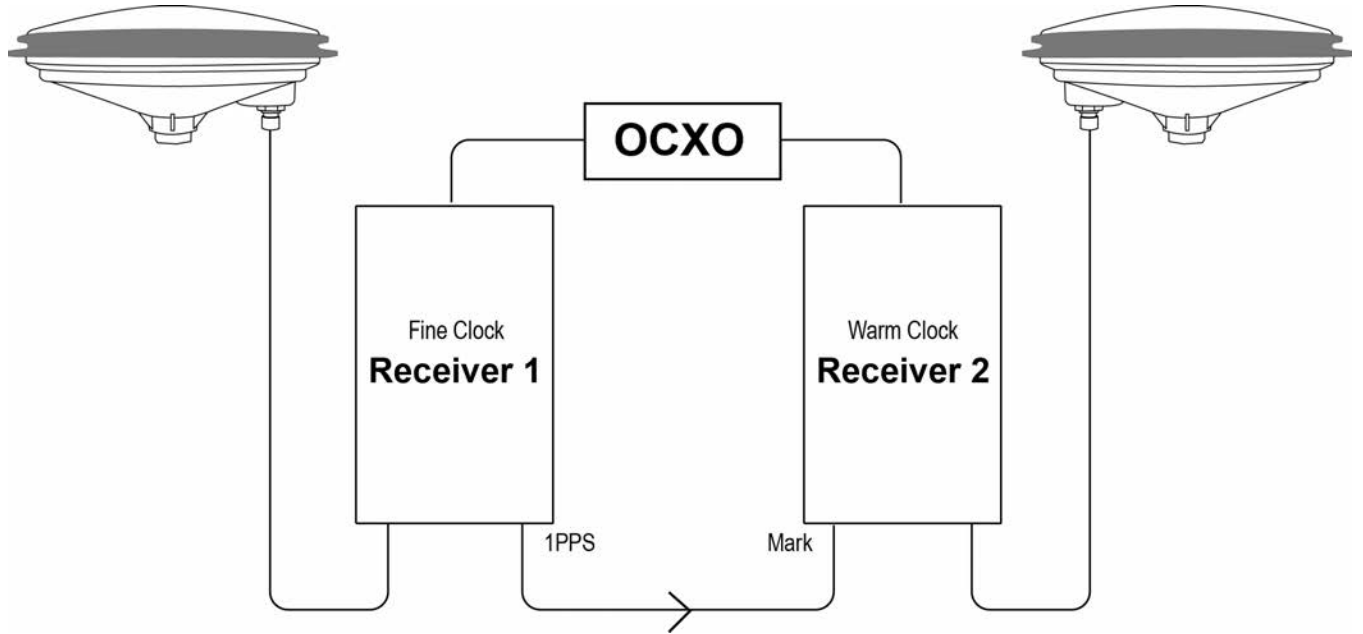 OCXO
Fine Clock
Receiver 1
Warm Clock
Receiver 2
1PPS
Mark